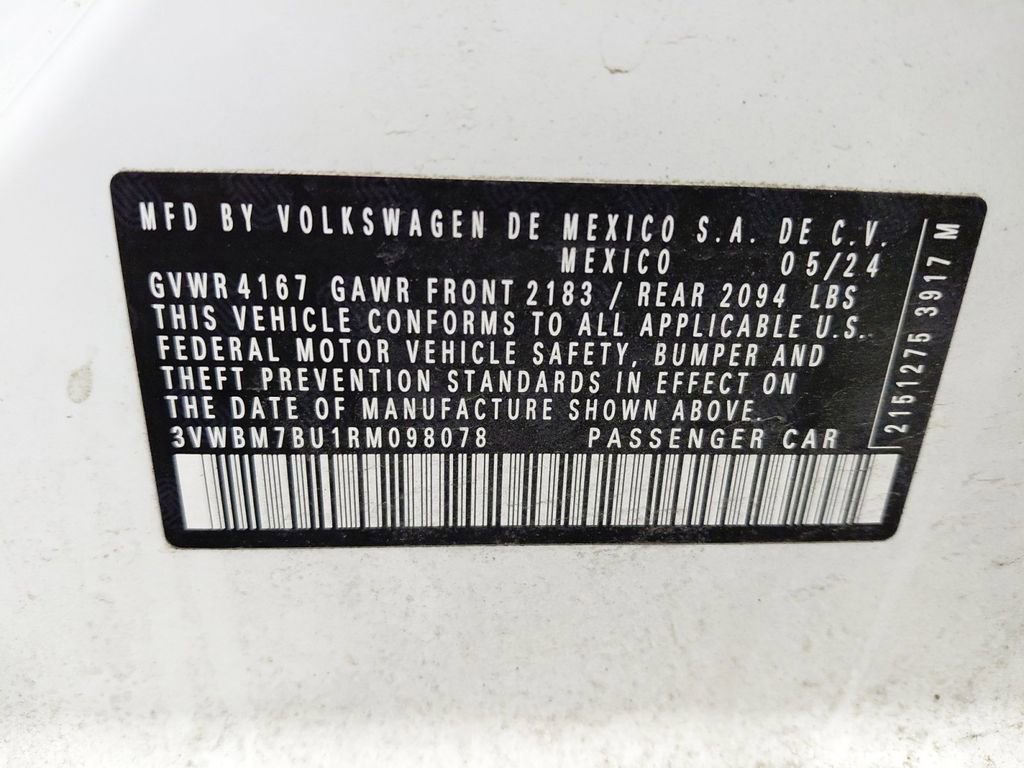 MFD BY VOLKSWAGEN DE MEXICO S.A. DE C.V.
MEXICO 05/24
GVWR 4167 GAWR FRONT 2183 / REAR 2094 LBS
THIS VEHICLE CONFORMS TO ALL APPLICABLE U.S.
FEDERAL MOTOR VEHICLE SAFETY, BUMPER AND
THEFT PREVENTION STANDARDS IN EFFECT ON
THE DATE OF MANUFACTURE SHOWN ABOVE.
3VWBM7BU1RM098078 PASSENGER CAR
2151275 3917 M